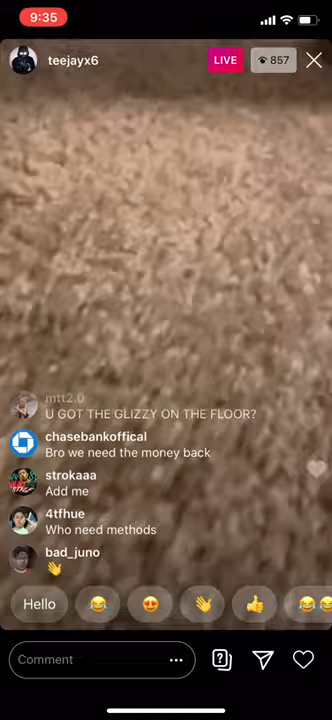 9:35
teejayx6
LIVE
857
mtt2.0
U GOT THE GLIZZY ON THE FLOOR?
chasebankoffical
Bro we need the money back
strokaaa
Add me
4tfhue
Who need methods
bad_juno
👋
Hello 😂 😍 👋 👍 😂😂
Comment ...